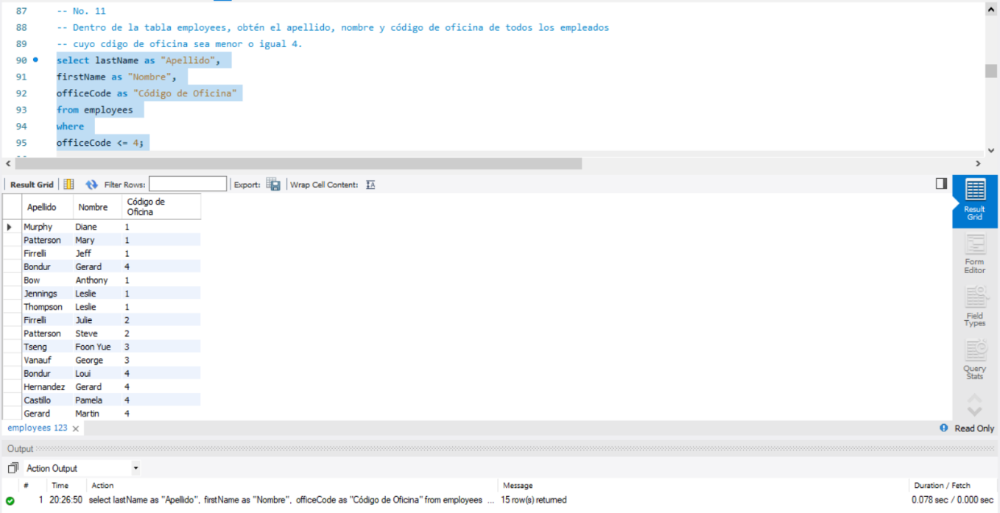 87 -- No. 11
88 -- Dentro de la tabla employees, obtén el apellido, nombre y código de oficina de todos los empleados
89 -- cuyo cdigo de oficina sea menor o igual 4.
90 select lastName as "Apellido",
91 firstName as "Nombre",
92 officeCode as "Código de Oficina"
93 from employees
94 where
95 officeCode <= 4;
Result Grid Filter Rows: Export: Wrap Cell Content:
Apellido Nombre Código de Oficina
Murphy Diane 1
Patterson Mary 1
Firrelli Jeff 1
Bondur Gerard 4
Bow Anthony 1
Jennings Leslie 1
Thompson Leslie 1
Firrelli Julie 2
Patterson Steve 2
Tseng Foon Yue 3
Vanauf George 3
Bondur Loui 4
Hernandez Gerard 4
Castillo Pamela 4
Gerard Martin 4
Result
Grid
Form
Editor
Field
Types
Query
Stats
employees 123 Read Only
Output
Action Output
# Time Action Message Duration / Fetch
1 20:26:50 select lastName as "Apellido", firstName as "Nombre", officeCode as "Código de Oficina" from employees ... 15 row(s) returned 0.078 sec / 0.000 sec